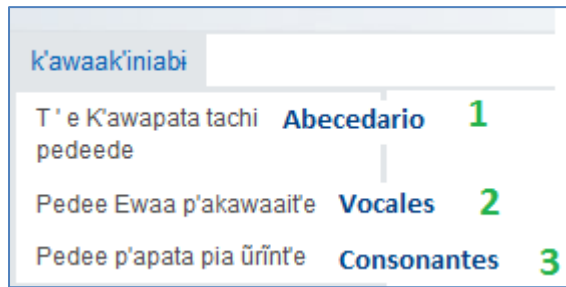 k'awaak'iniabɨ
T ' e K'awapata tachi Abecedario 1
pedeede
Pedee Ewaa p'akawaait'e Vocales 2
Pedee p'apata pia ũrĩnt'e Consonantes 3